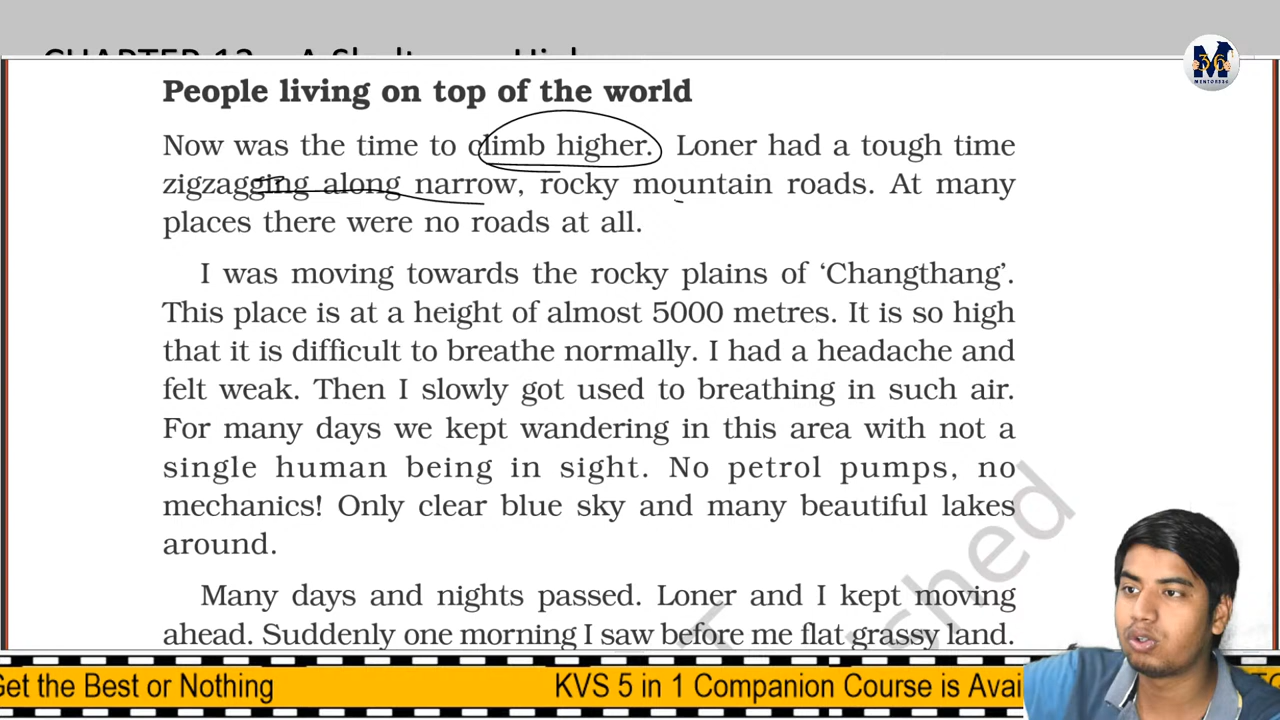 CHAPTER 13
People living on top of the world
Now was the time to climb higher. Loner had a tough time
zigzagging along narrow, rocky mountain roads. At many
places there were no roads at all.
I was moving towards the rocky plains of ‘Changthang’.
This place is at a height of almost 5000 metres. It is so high
that it is difficult to breathe normally. I had a headache and
felt weak. Then I slowly got used to breathing in such air.
For many days we kept wandering in this area with not a
single human being in sight. No petrol pumps, no
mechanics! Only clear blue sky and many beautiful lakes
around.
Many days and nights passed. Loner and I kept moving
ahead. Suddenly one morning I saw before me flat grassy land.
M
36
MENTORS36
Get the Best or Nothing
KVS 5 in 1 Companion Course is Avai